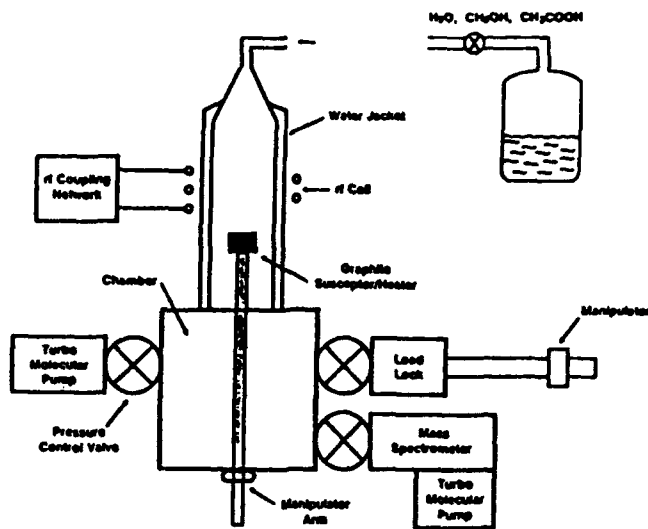 H₂O, CH₃OH, CH₃COOH
Water Jacket
rf Coupling
Network
rf Coil
Graphite
Susceptor/Heater
Chamber
Manipulator
Turbo
Molecular
Pump
Load
Lock
Pressure
Control Valve
Mass
Spectrometer
Turbo
Molecular
Pump
Manipulator
Arm